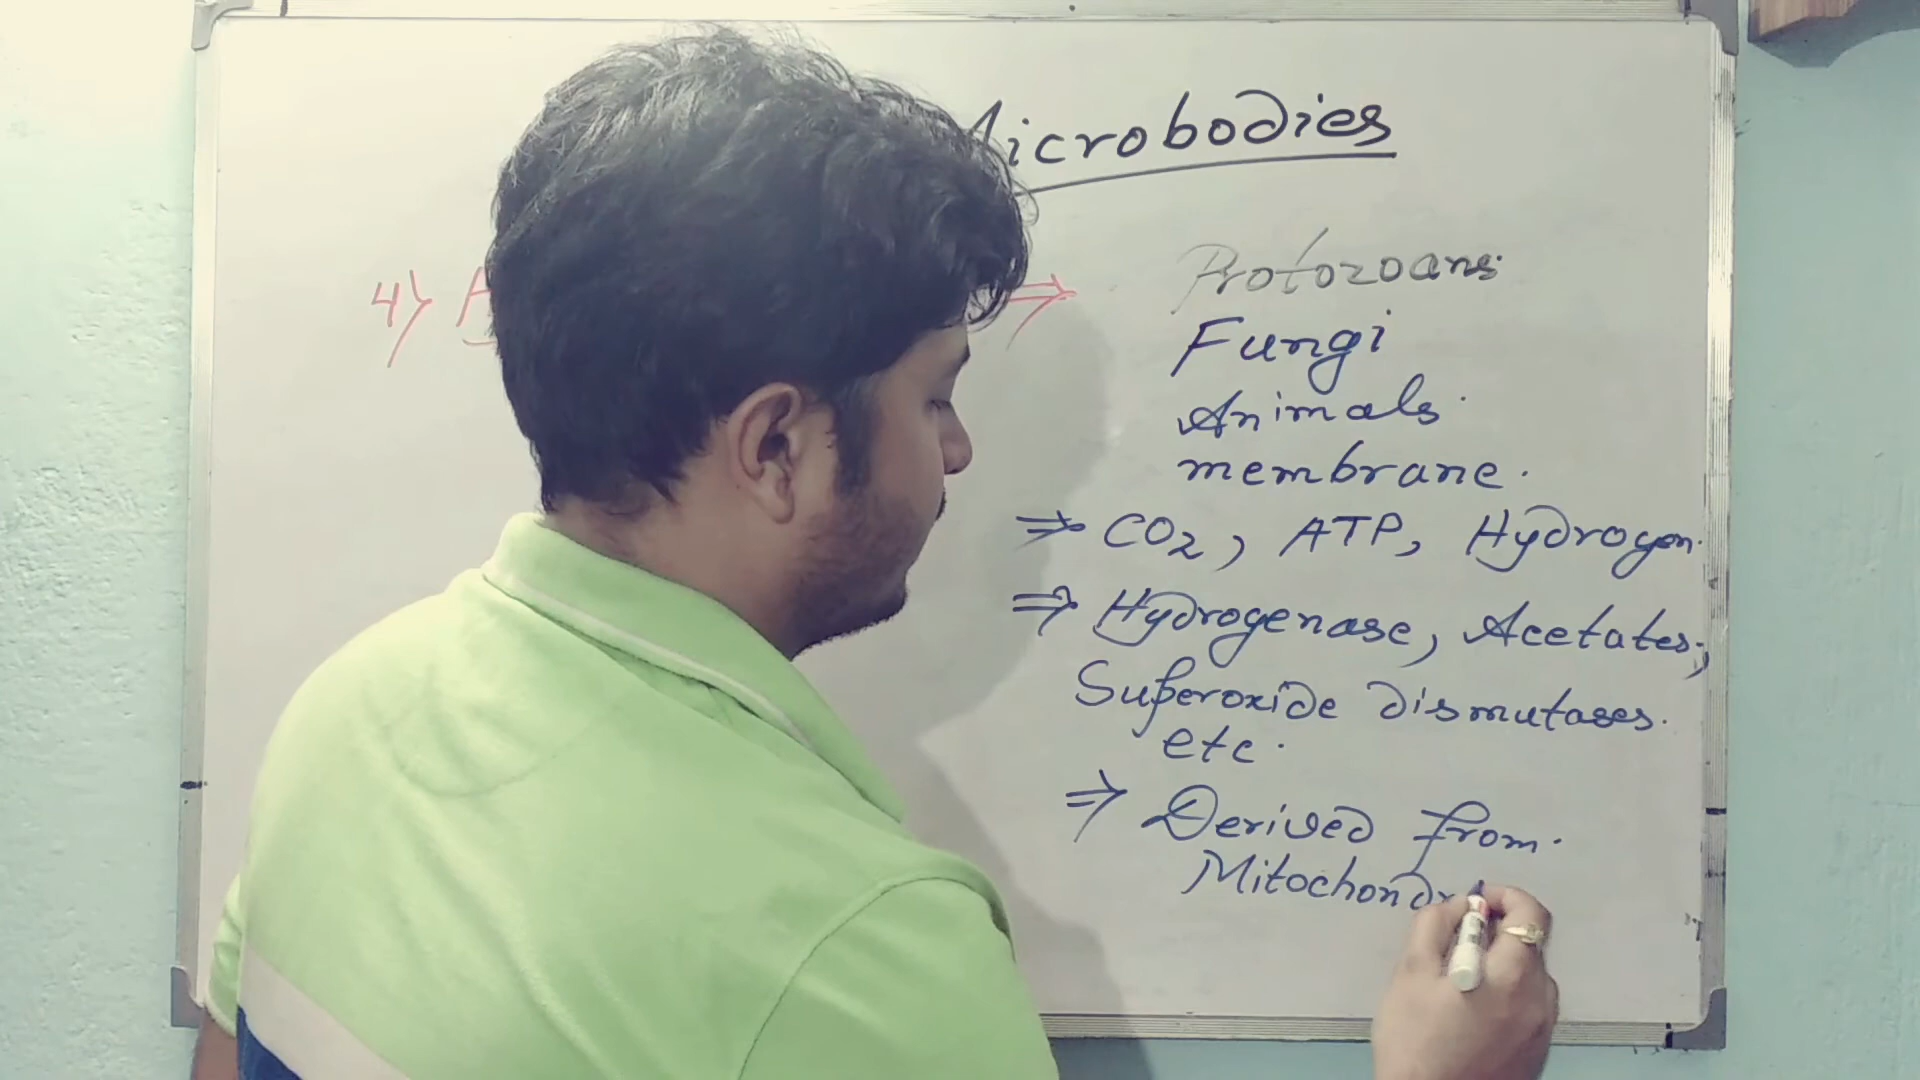 Microbodies
4) ⇒ Protozoans
Fungi
Animals
membrane.
⇒ CO2, ATP, Hydrogen.
⇒ Hydrogenase, Acetates,
Superoxide dismutases.
etc.
⇒ Derived from.
Mitochondr